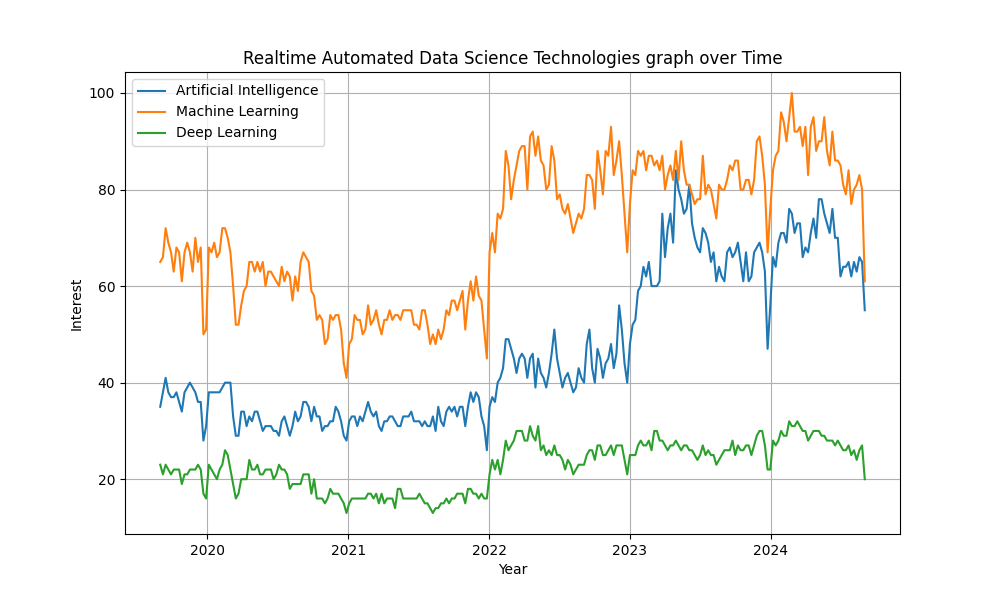 Realtime Automated Data Science Technologies graph over Time
Artificial Intelligence
Machine Learning
Deep Learning
100
80
60
40
20
Interest
2020 2021 2022 2023 2024
Year